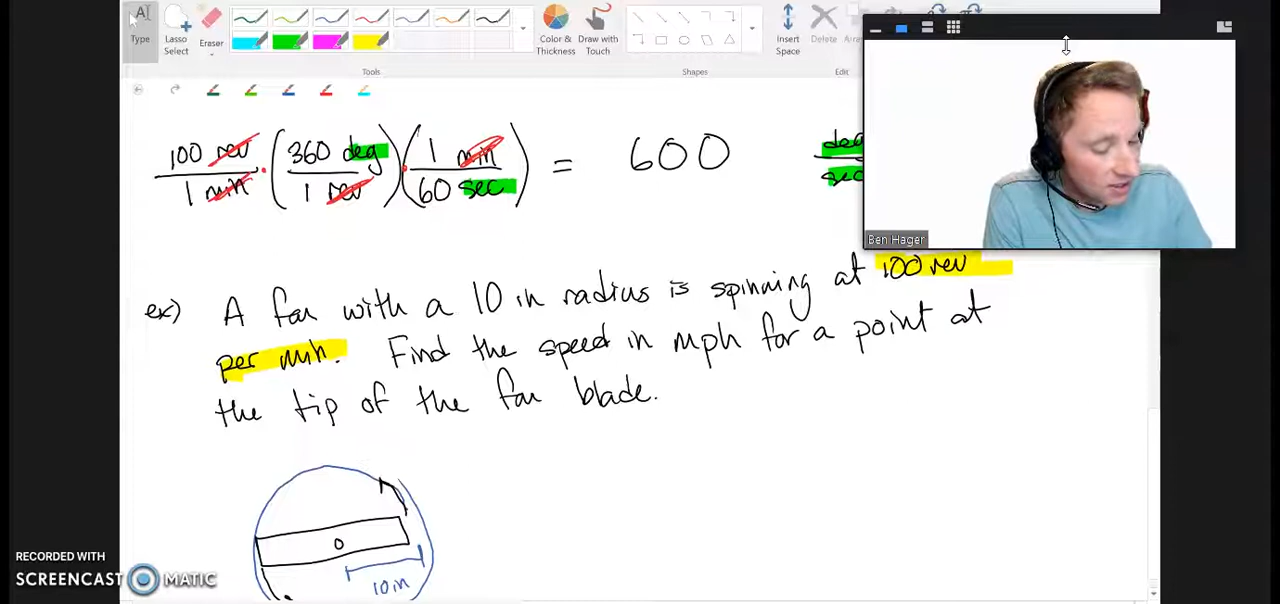 Type
Lasso
Select
Eraser
Color &
Thickness
Draw with
Touch
Insert
Space
Delete
Tools
Shapes
Edit
100 rev
1 min
360 deg
1 rev
1 min
60 sec
= 600
deg
sec
Ben Hager
ex) A fan with a 10 in radius is spinning at 100 rev
per min. Find the speed in mph for a point at
the tip of the fan blade.
10 in
RECORDED WITH
SCREENCAST MATIC